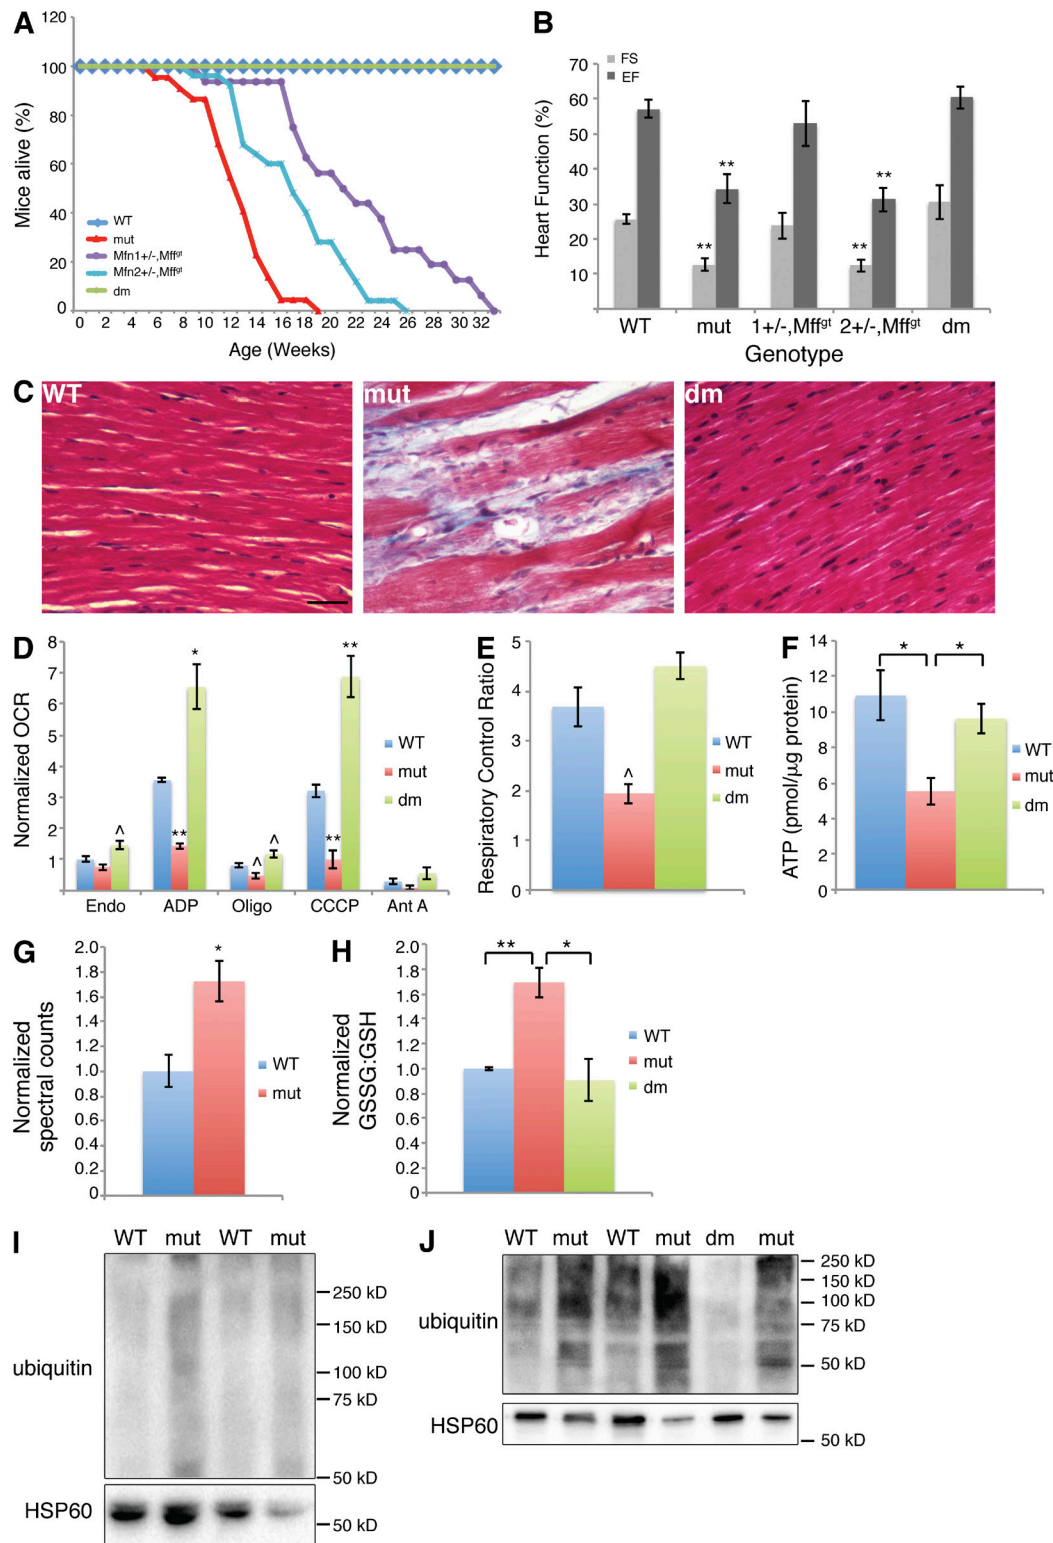 A
120
100
80
60
40
20
0
Mice alive (%)
WT
mut
Mfn1+/-,Mffgt
Mfn2+/-,Mffgt
dm
0 2 4 6 8 10 12 14 16 18 20 22 24 26 28 30 32
Age (Weeks)
B
FS
EF
70
60
50
40
30
20
10
Heart Function (%)
** ** ** **
WT mut 1+/-,Mffgt 2+/-,Mffgt dm
Genotype
C
WT mut dm
D
8
7
6
4
3
2
1
Normalized OCR
^ ** * ^ ^ ** **
WT
mut
dm
Endo ADP Oligo CCCP Ant A
E
5
4
3
2
1
0
Respiratory Control Ratio
^
WT
mut
dm
F
14
12
10
8
6
4
2
0
ATP (pmol/µg protein)
* *
WT
mut
dm
G
2.0
1.8
1.6
1.4
1.2
1.0
0.8
0.6
0.4
0.2
0
Normalized
spectral counts
*
WT
mut
H
2.0
1.8
1.6
1.4
1.2
1.0
0.8
0.6
0.4
0.2
0
Normalized
GSSG:GSH
** *
WT
mut
dm
I
WT mut WT mut
ubiquitin
250 kD
150 kD
100 kD
75 kD
50 kD
HSP60
50 kD
J
WT mut WT mut dm mut
ubiquitin
250 kD
150 kD
100 kD
75 kD
50 kD
HSP60
50 kD